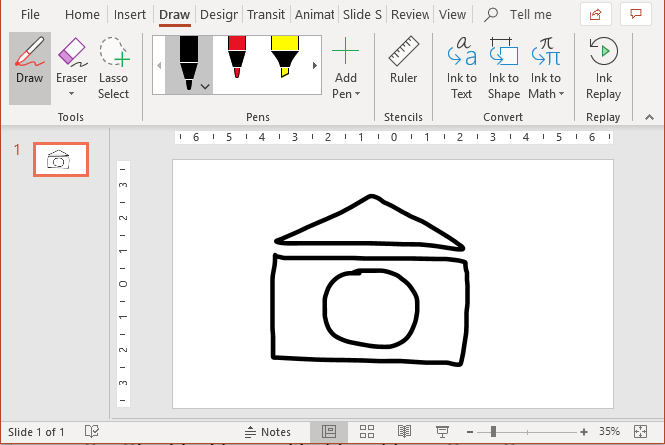 File Home Insert Draw Design Transit Animat Slide S Review View Tell me
Draw Eraser Lasso Select Add Pen Ruler Ink to Text Ink to Shape Ink to Math Ink Replay
Tools Pens Stencils Convert Replay
6 5 4 3 2 1 0 1 2 3 4 5 6
1
3
2
1
0
1
2
3
Slide 1 of 1 Notes 35%